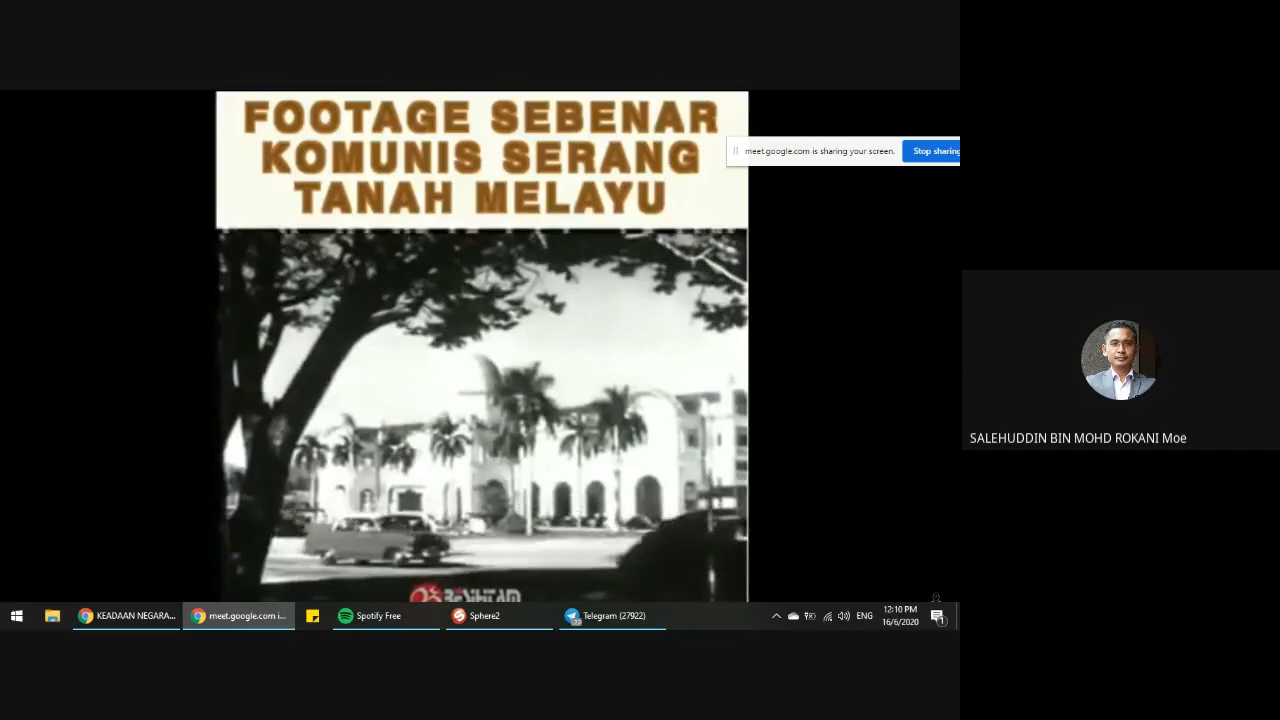 FOOTAGE SEBENAR
KOMUNIS SERANG
TANAH MELAYU
meet.google.com is sharing your screen.
Stop sharing
SALEHUDDIN BIN MOHD ROKANI Moe
KEADAAN NEGARA...
meet.google.com i...
Spotify Free
Sphere2
Telegram (27922)
ENG
12:10 PM
16/6/2020
1